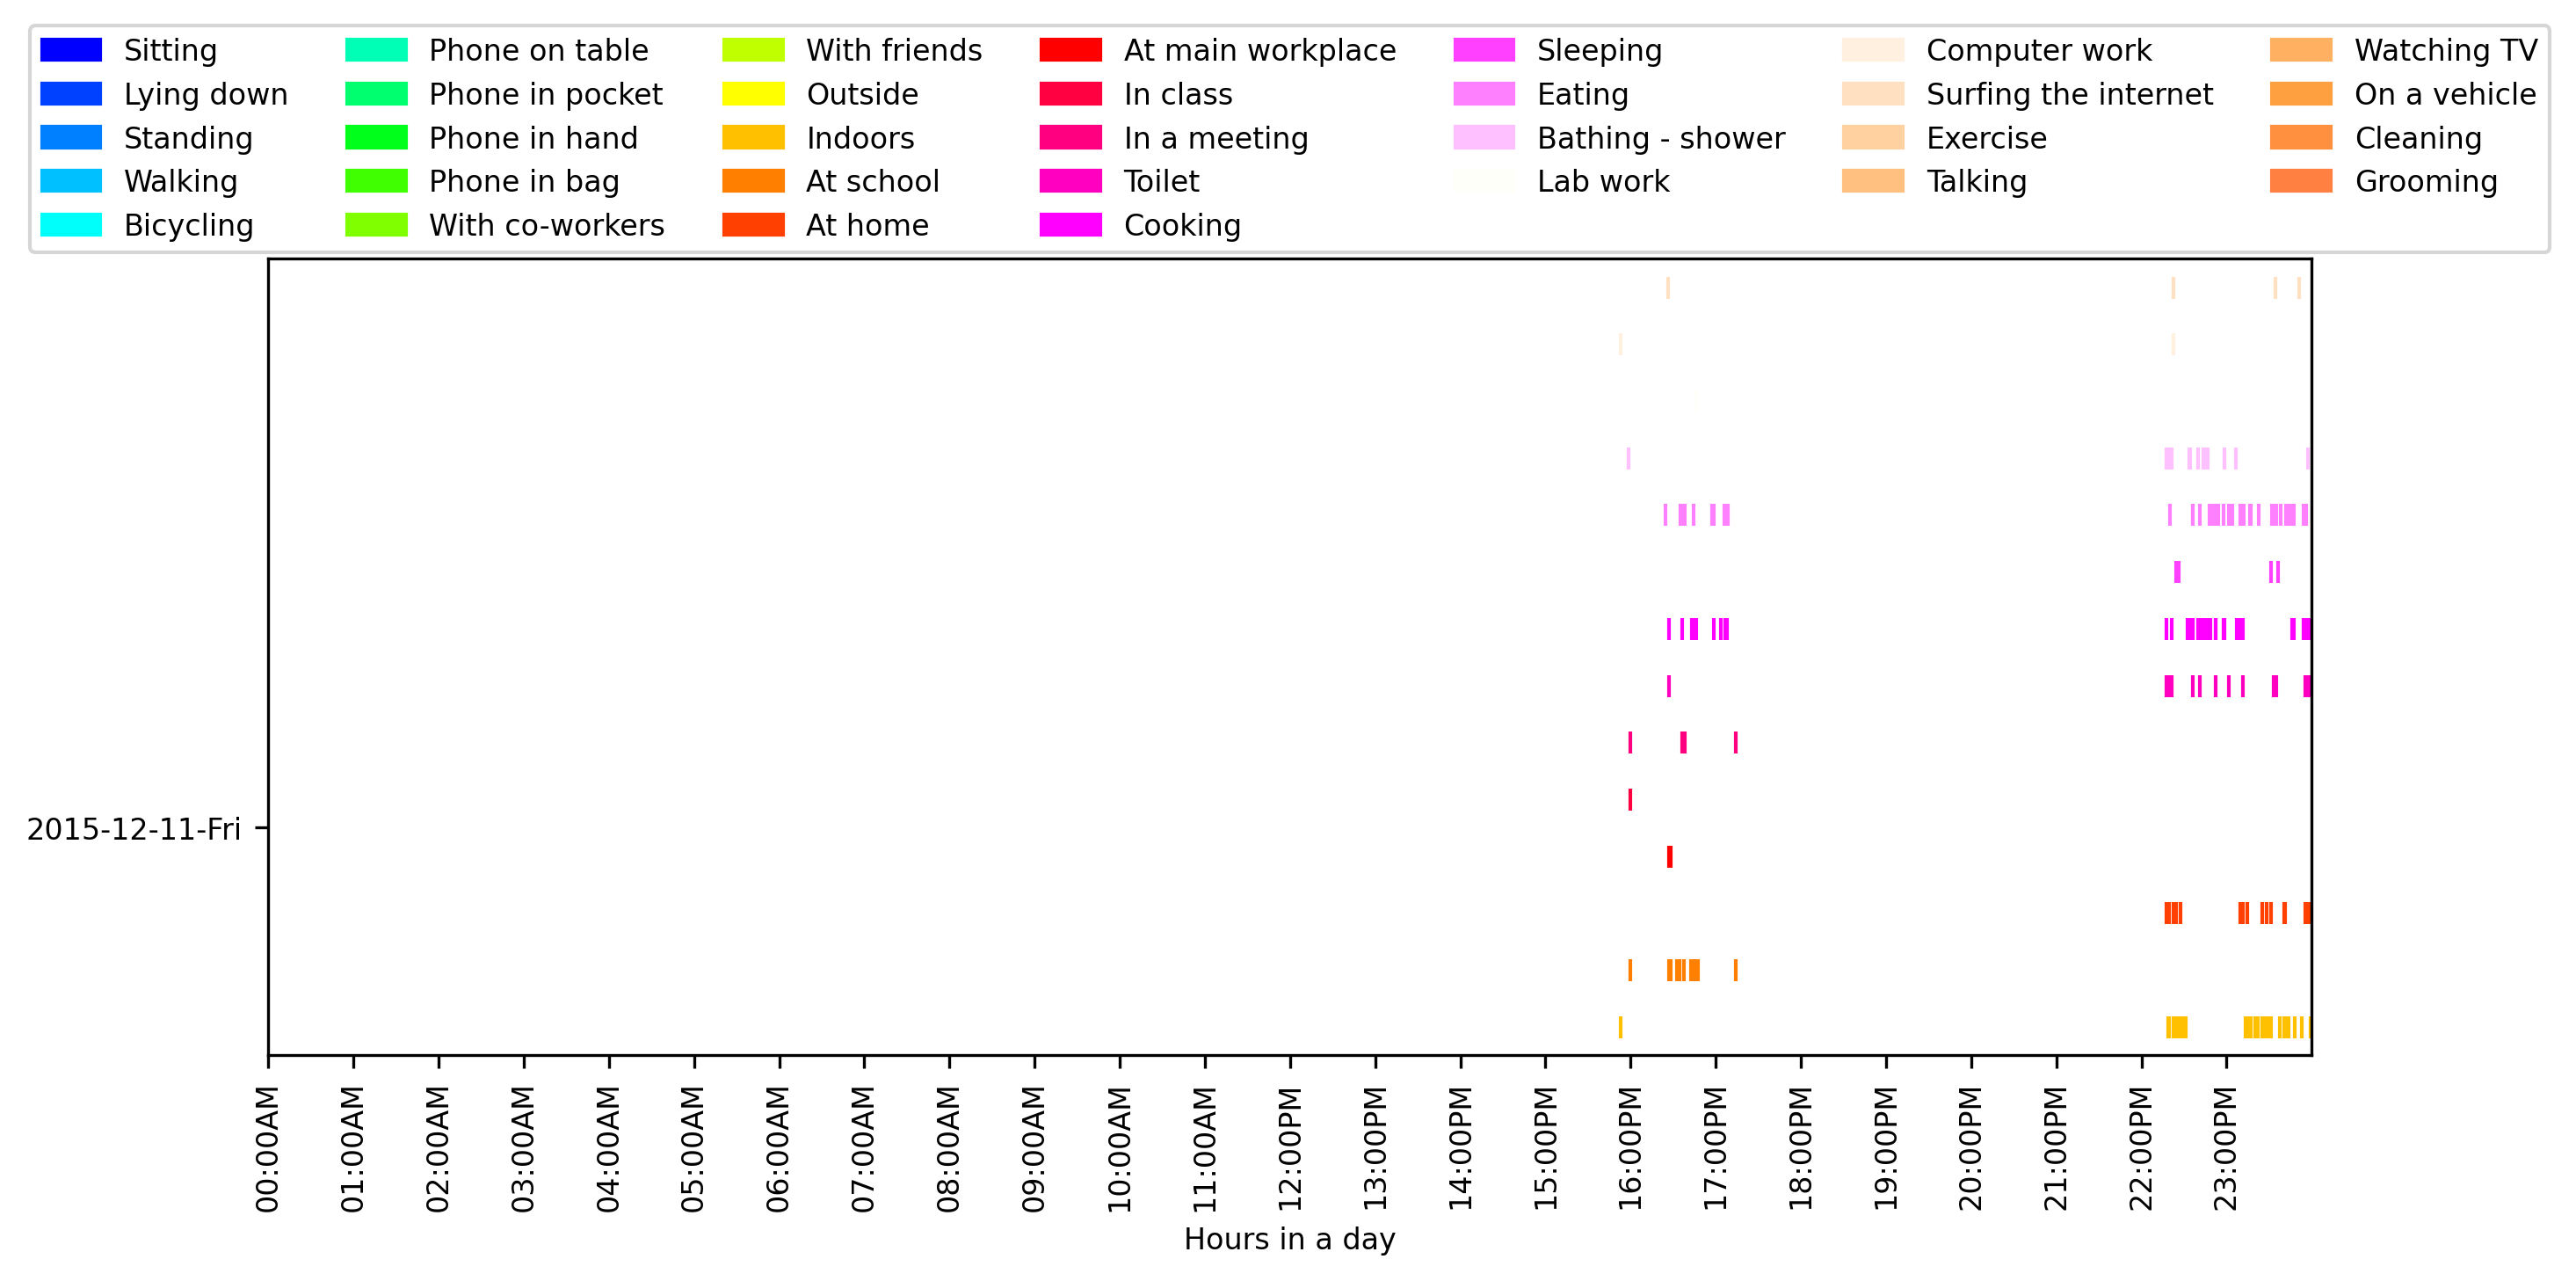 Sitting Phone on table With friends At main workplace Sleeping Computer work Watching TV
Lying down Phone in pocket Outside In class Eating Surfing the internet On a vehicle
Standing Phone in hand Indoors In a meeting Bathing - shower Exercise Cleaning
Walking Phone in bag At school Toilet Lab work Talking Grooming
Bicycling With co-workers At home Cooking
2015-12-11-Fri
00:00AM 01:00AM 02:00AM 03:00AM 04:00AM 05:00AM 06:00AM 07:00AM 08:00AM 09:00AM 10:00AM 11:00AM 12:00PM 13:00PM 14:00PM 15:00PM 16:00PM 17:00PM 18:00PM 19:00PM 20:00PM 21:00PM 22:00PM 23:00PM
Hours in a day